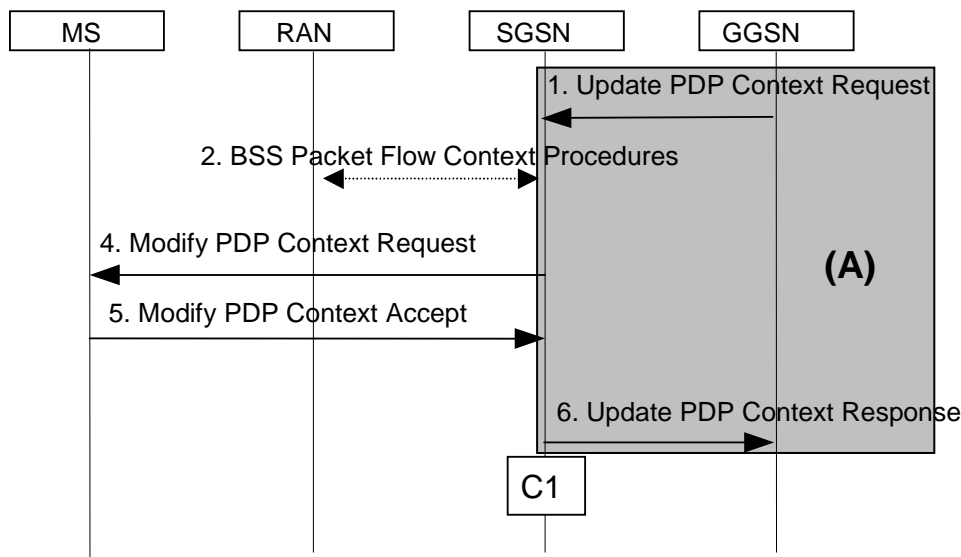 MS
RAN
SGSN
GGSN
1. Update PDP Context Request
2. BSS Packet Flow Context Procedures
4. Modify PDP Context Request
(A)
5. Modify PDP Context Accept
6. Update PDP Context Response
C1